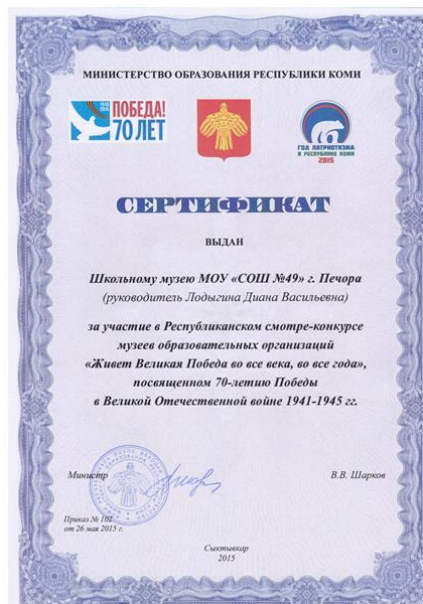 МИНИСТЕРСТВО ОБРАЗОВАНИЯ РЕСПУБЛИКИ КОМИ
1945
2015
ПОБЕДА!
70 ЛЕТ
ГОД ПАТРИОТИЗМА
В РЕСПУБЛИКЕ КОМИ
2015
СЕРТИФИКАТ
ВЫДАН
Школьному музею МОУ «СОШ №49» г. Печора
(руководитель Лодыгина Диана Васильевна)
за участие в Республиканском смотре-конкурсе
музеев образовательных организаций
«Живет Великая Победа во все века, во все года»,
посвященном 70-летию Победы
в Великой Отечественной войне 1941-1945 гг.
Министр
В.В. Шарков
Приказ № 102
от 26 мая 2015 г.
Сыктывкар
2015